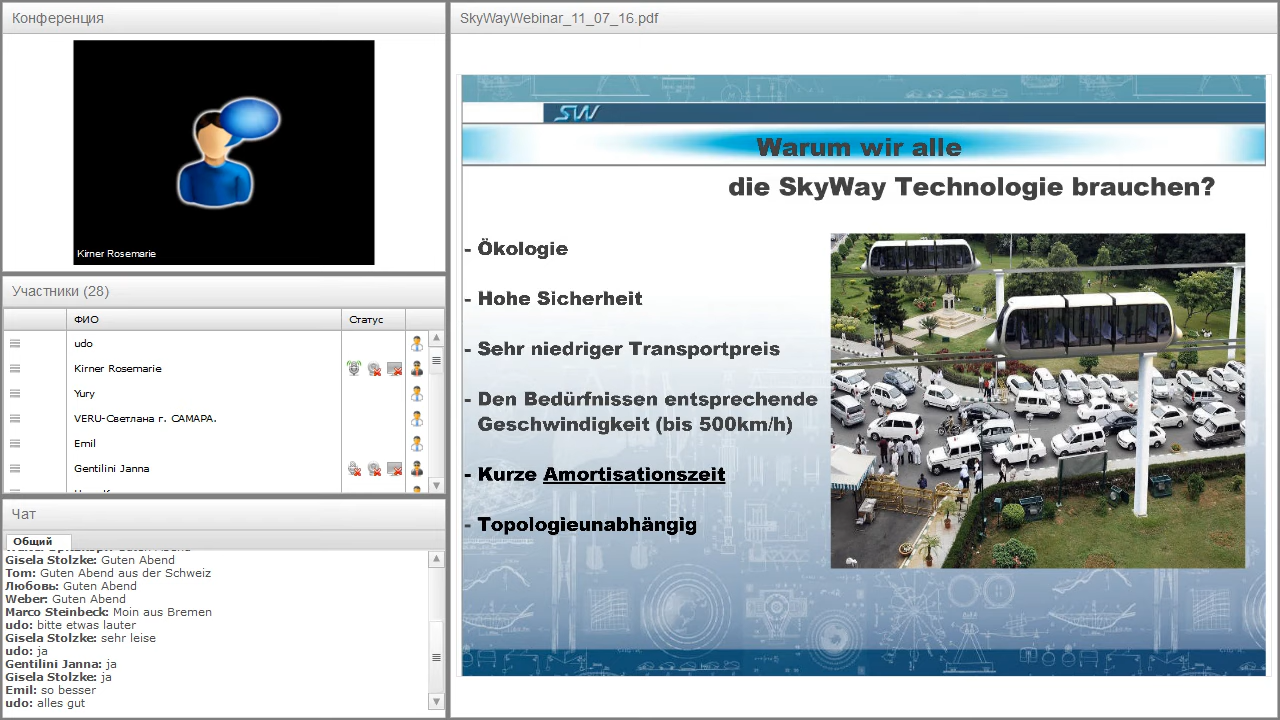 Конференция
Kirner Rosemarie
Участники (28)
ФИО
Статус
udo
Kirner Rosemarie
Yury
VERU-Светлана г. САМАРА.
Emil
Gentilini Janna
Чат
Общий
Guten Abend
Gisela Stolzke: Guten Abend
Tom: Guten Abend aus der Schweiz
Любовь: Guten Abend
Weber: Guten Abend
Marco Steinbeck: Moin aus Bremen
udo: bitte etwas lauter
Gisela Stolzke: sehr leise
udo: ja
Gentilini Janna: ja
Gisela Stolzke: ja
Emil: so besser
udo: alles gut
SkyWayWebinar_11_07_16.pdf
SW
Warum wir alle
die SkyWay Technologie brauchen?
- Ökologie
- Hohe Sicherheit
- Sehr niedriger Transportpreis
- Den Bedürfnissen entsprechende
Geschwindigkeit (bis 500km/h)
- Kurze Amortisationszeit
- Topologieunabhängig